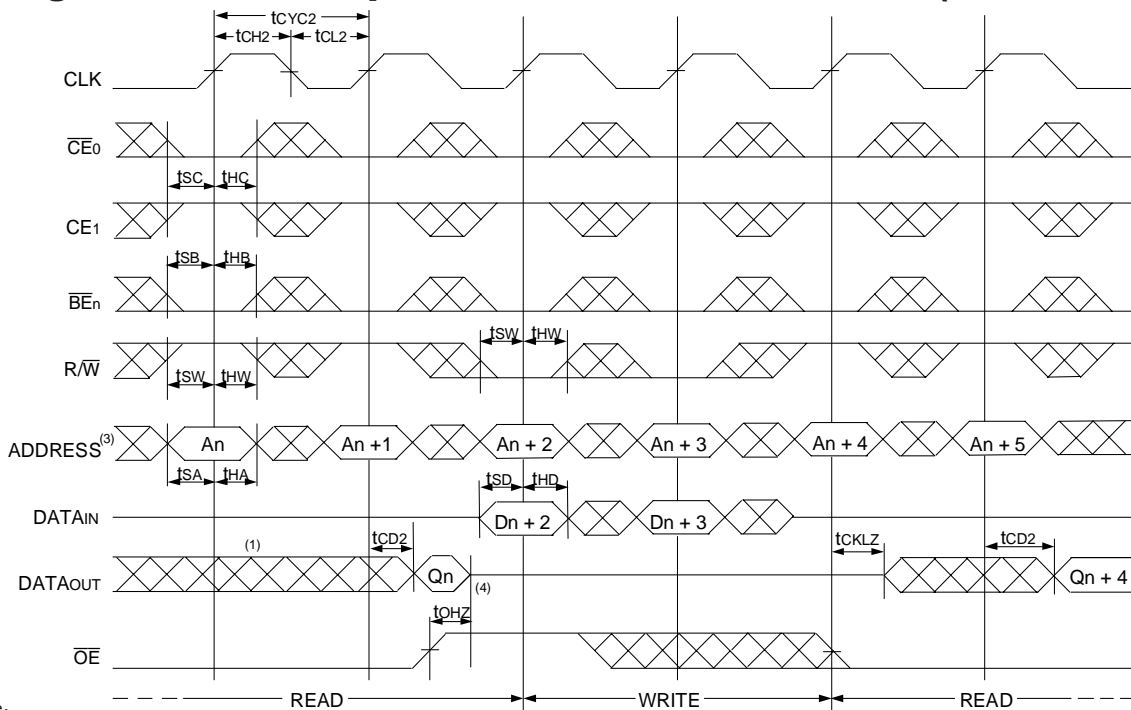 tCYC2
tCH2 tCL2
CLK
CE0
tSC tHC
CE1
tSB tHB
BEn
tSW tHW
R/W
tSW tHW
ADDRESS(3) An An + 1 An + 2 An + 3 An + 4 An + 5
tSA tHA tSD tHD
DATAIN Dn + 2 Dn + 3
(1) tCD2 tCKLZ tCD2
DATAOUT Qn (4) Qn + 4
tOHZ
OE
READ WRITE READ